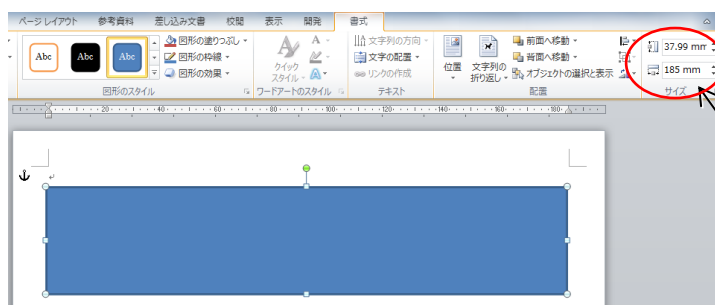 ページ レイアウト 参考資料 差し込み文書 校閲 表示 開発 書式
Abc Abc Abc
図形の塗りつぶし
図形の枠線
図形の効果
図形のスタイル
クイック
スタイル
ワードアートのスタイル
文字列の方向
文字の配置
リンクの作成
テキスト
位置
文字列の
折り返し
前面へ移動
背面へ移動
オブジェクトの選択と表示
配置
37.99 mm
185 mm
サイズ
20 40 60 80 100 120 140 160 180